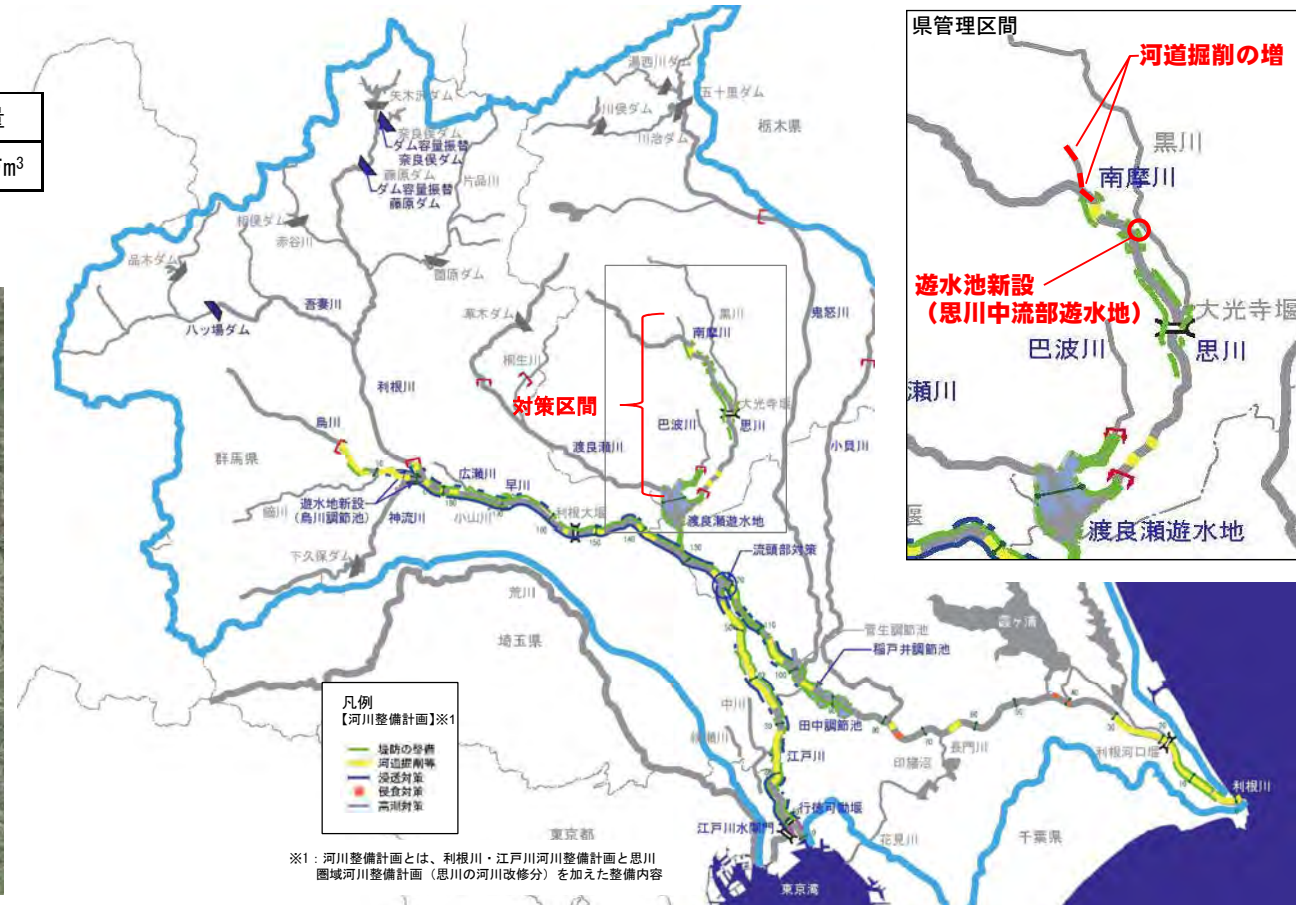 m³
県管理区間
河道掘削の増
黒川
南摩川
遊水池新設
(思川中流部遊水地)
大光寺堰
巴波川
思川
瀬川
堰
渡良瀬遊水地
湯西川ダム
五十里ダム
川俣ダム
川治ダム
栃木県
矢木沢ダム
奈良俣ダム
ダム容量振替
奈良俣ダム
藤原ダム
ダム容量振替
藤原ダム
片品川
相俣ダム
赤谷川
品木ダム
薗原ダム
吾妻川
八ッ場ダム
草木ダム
黒川
南摩川
鬼怒川
桐生川
利根川
対策区間
大光寺堰
巴波川
思川
小貝川
烏川
渡良瀬川
群馬県
広瀬川
早川
遊水地新設
(烏川調節池)
鏑川
神流川
小山川
利根大堰
渡良瀬遊水地
下久保ダム
流頭部対策
荒川
埼玉県
菅生調節池
稲戸井調節池
霞ヶ浦
凡例
【河川整備計画】※1
堤防の整備
河道掘削等
浸透対策
侵食対策
高潮対策
中川
綾瀬川
田中調節池
江戸川
長門川
印旛沼
利根河口堰
利根川
行徳可動堰
江戸川水閘門
花見川
千葉県
東京都
東京湾
※1:河川整備計画とは、利根川・江戸川河川整備計画と思川
圏域河川整備計画(思川の河川改修分)を加えた整備内容